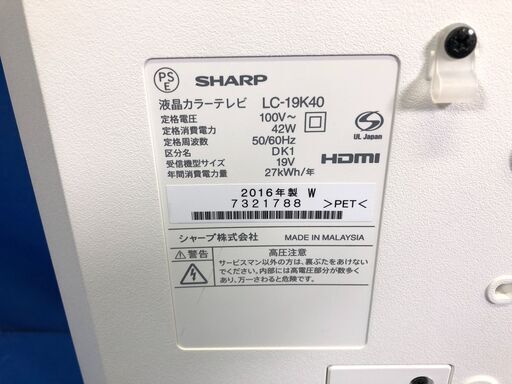 PS
E
SHARP
液晶カラーテレビ LC-19K40
定格電圧 100V～
定格消費電力 42W
定格周波数 50/60Hz
区分名 DK1
受信機型サイズ 19V
年間消費電力量 27kWh/年
S
UL Japan
HDMI
2016年製 W
7321788 >PET<
シャープ株式会社 MADE IN MALAYSIA
警告 高圧注意
サービスマン以外の方は、裏ぶたをあけない
でください。内部には高電圧部分が数多く
あり、万一さわると危険です。